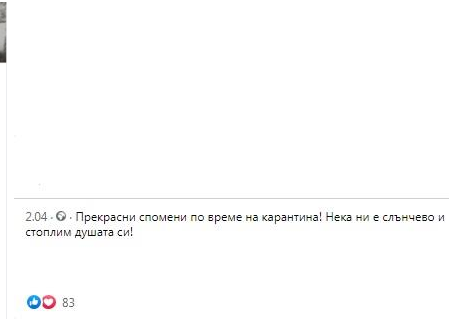 2.04 · · Прекрасни спомени по време на карантина! Нека ни е слънчево и
стоплим душата си!
83